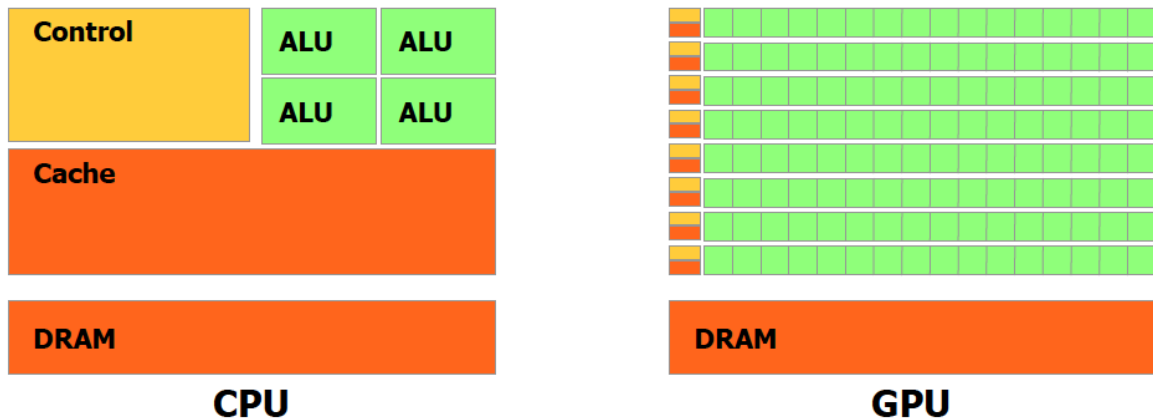 Control
ALU ALU
ALU ALU
Cache
DRAM
CPU
DRAM
GPU